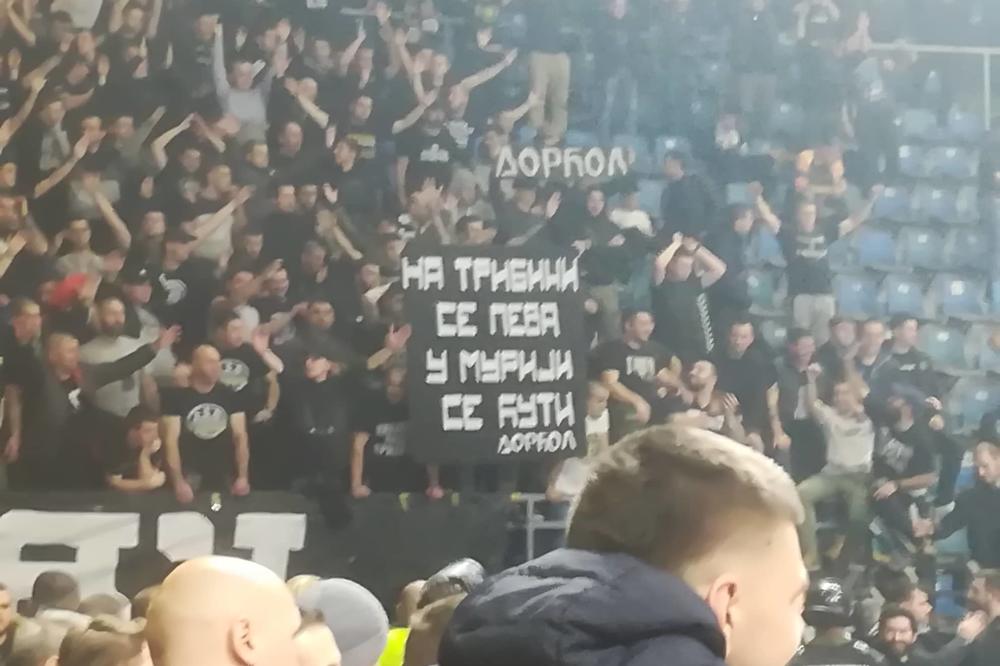 ДОРЋОЛ
НА ТРИБИНИ
СЕ ПЕВА
У МУРИЈИ
СЕ ЋУТИ
ДОРЋОЛ